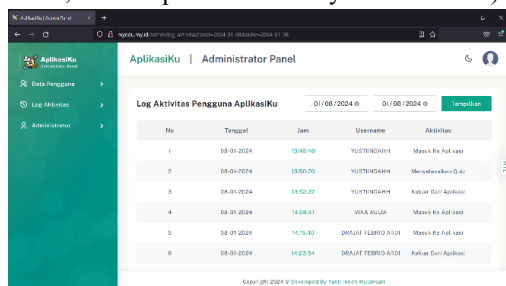 AplikasiKu | Admin Panel
AplikasiKu
Administrator Panel
AplikasiKu | Administrator Panel
Data Pengguna
Log Aktivitas
Administrator
Log Aktivitas Pengguna AplikasiKu 01/08/2024 01/08/2024 Tampilkan
No Tanggal Jam Username Aktivitas
1 08-01-2024 13:48:48 YUSTIINDAHH Masuk Ke Aplikasi
2 08-01-2024 13:50:20 YUSTIINDAHH Menyelesaikan Quiz
3 08-01-2024 13:52:22 YUSTIINDAHH Keluar Dari Aplikasi
4 08-01-2024 14:08:41 VIKA AULIA Masuk Ke Aplikasi
5 08-01-2024 14:15:40 DRAJAT FEBRIO ARDI Masuk Ke Aplikasi
6 08-01-2024 14:23:54 DRAJAT FEBRIO ARDI Keluar Dari Aplikasi
Copyright 2024 © Developed By Yusti Indah Wulansari